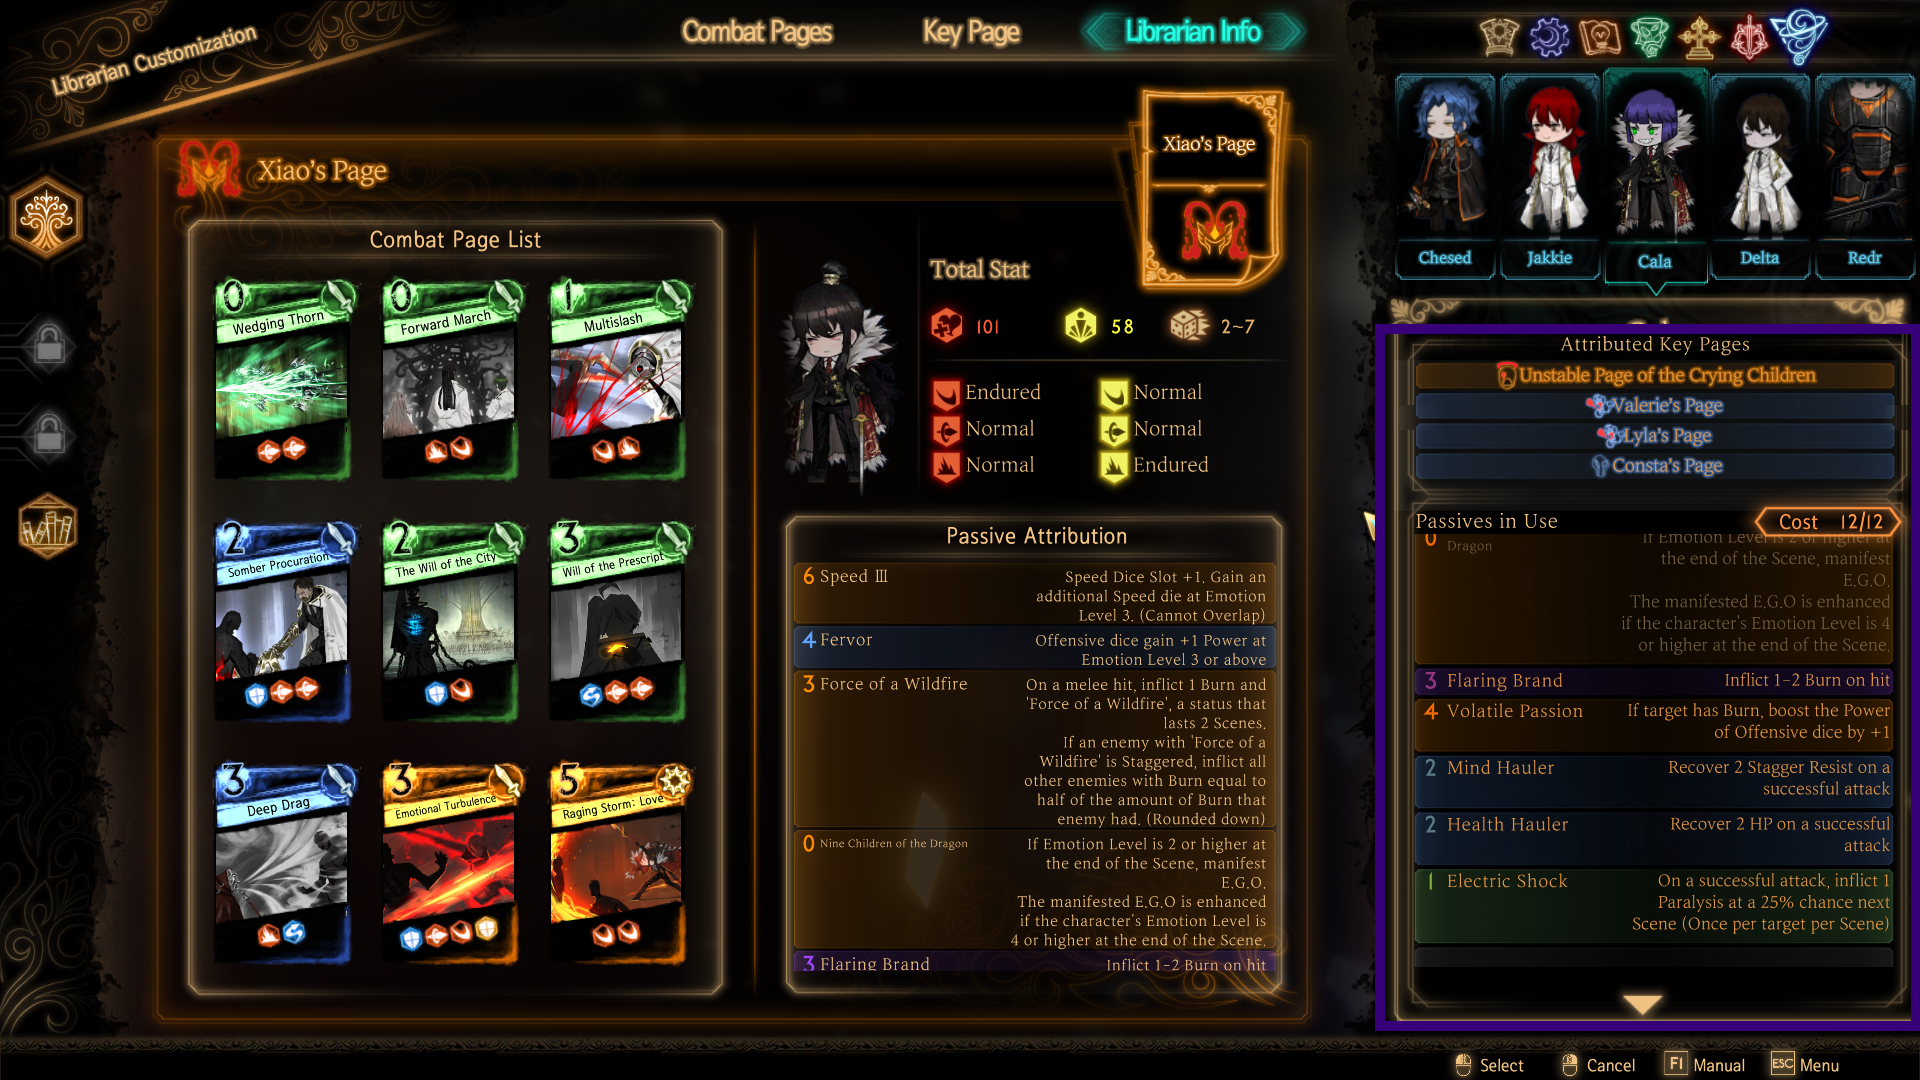 Librarian Customization
Combat Pages
Key Page
Librarian Info
Xiao's Page
Xiao's Page
Combat Page List
0
Wedging Thorn
0
Forward March
1
Multislash
2
Somber Procuration
2
The Will of the City
3
Will of the Prescript
3
Deep Drag
3
Emotional Turbulence
5
Raging Storm: Love
Total Stat
101
58
2~7
Endured
Normal
Normal
Normal
Normal
Endured
Passive Attribution
6 Speed III
Speed Dice Slot +1. Gain an
additional Speed die at Emotion
Level 3. (Cannot Overlap)
4 Fervor
Offensive dice gain +1 Power at
Emotion Level 3 or above
3 Force of a Wildfire
On a melee hit, inflict 1 Burn and
'Force of a Wildfire', a status that
lasts 2 Scenes.
If an enemy with 'Force of a
Wildfire' is Staggered, inflict all
other enemies with Burn equal to
half of the amount of Burn that
enemy had. (Rounded down)
0 Nine Children of the Dragon
If Emotion Level is 2 or higher at
the end of the Scene, manifest
E.G.O.
The manifested E.G.O is enhanced
if the character's Emotion Level is
4 or higher at the end of the Scene.
3 Flaring Brand
Inflict 1-2 Burn on hit
Chesed
Jakkie
Cala
Delta
Redr
Attributed Key Pages
Unstable Page of the Crying Children
Valerie's Page
Lyla's Page
Consta's Page
Passives in Use
Cost 12/12
0 Dragon
If Emotion Level is 2 or higher at
the end of the Scene, manifest
E.G.O.
The manifested E.G.O is enhanced
if the character's Emotion Level is 4
or higher at the end of the Scene.
3 Flaring Brand
Inflict 1-2 Burn on hit
4 Volatile Passion
If target has Burn, boost the Power
of Offensive dice by +1
2 Mind Hauler
Recover 2 Stagger Resist on a
successful attack
2 Health Hauler
Recover 2 HP on a successful
attack
1 Electric Shock
On a successful attack, inflict 1
Paralysis at a 25% chance next
Scene (Once per target per Scene)
Select
Cancel
F1 Manual
ESC Menu